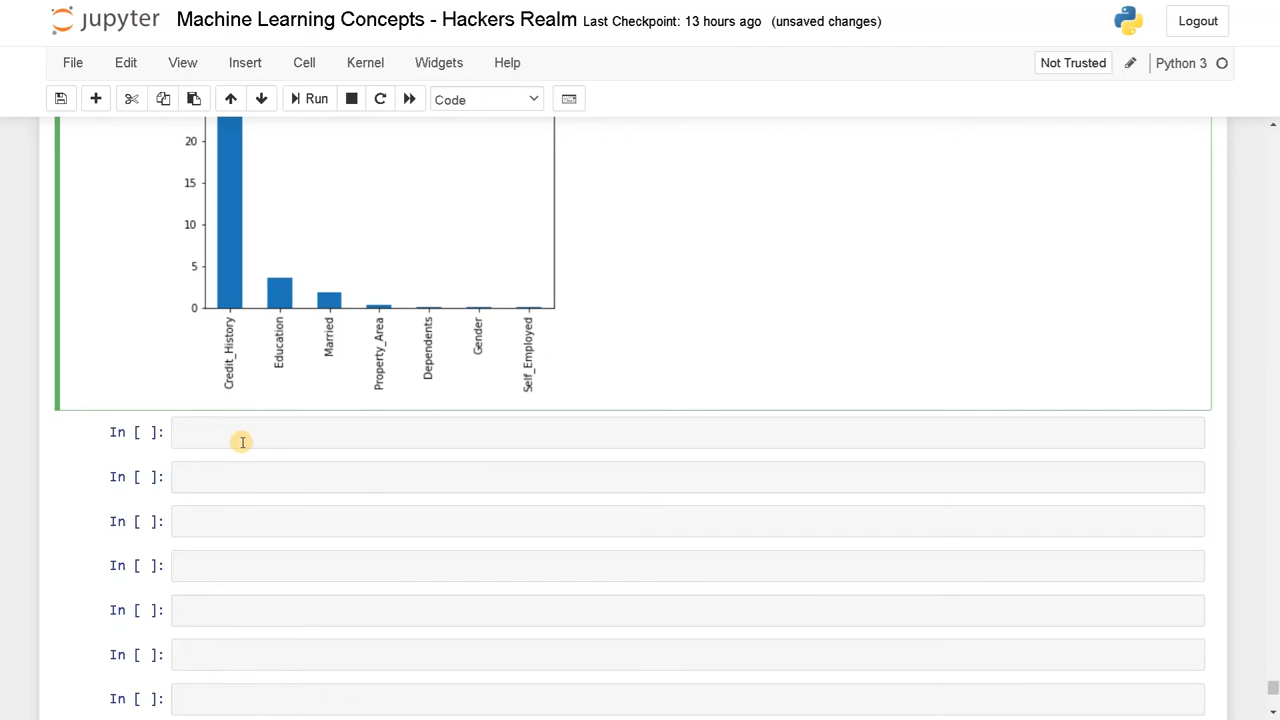 jupyter Machine Learning Concepts - Hackers Realm Last Checkpoint: 13 hours ago (unsaved changes) Logout
File Edit View Insert Cell Kernel Widgets Help Not Trusted Python 3
Run Code
20
15
10
5
0
Credit_History Education Married Property_Area Dependents Gender Self_Employed
In [ ]:
In [ ]:
In [ ]:
In [ ]:
In [ ]:
In [ ]:
In [ ]: